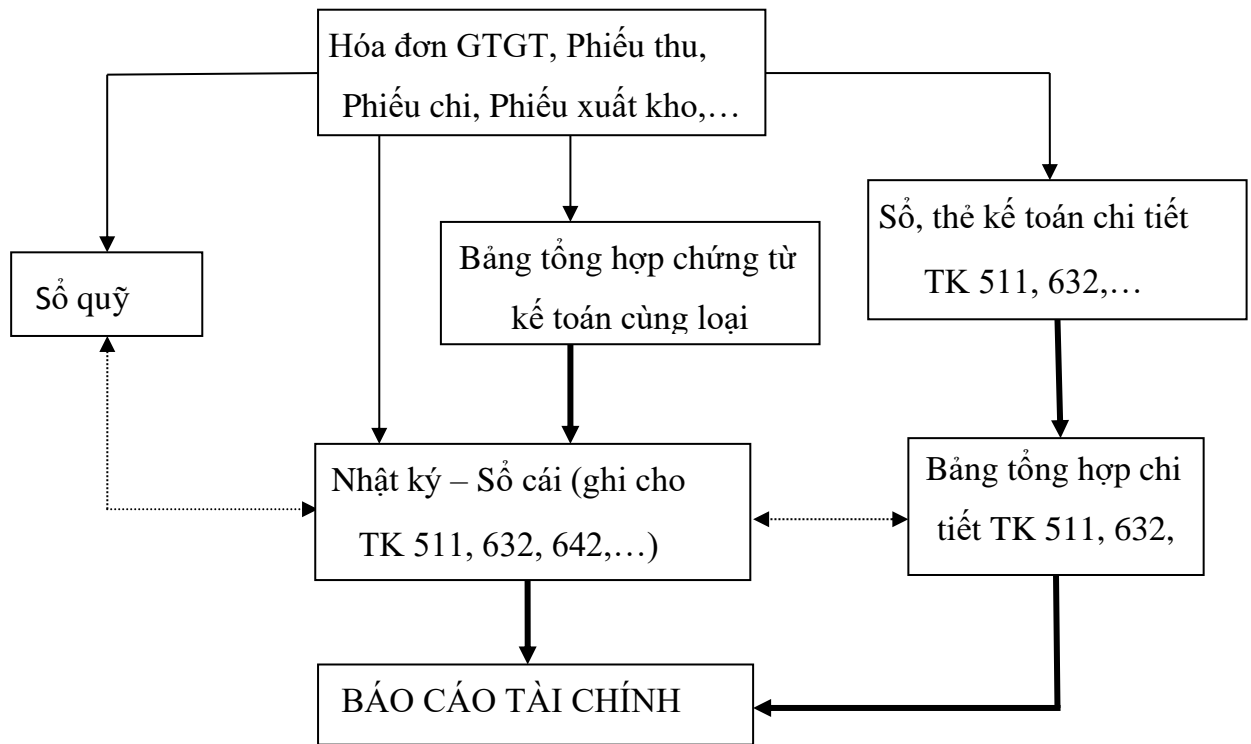 Hóa đơn GTGT, Phiếu thu,
Phiếu chi, Phiếu xuất kho,…
Sổ quỹ
Bảng tổng hợp chứng từ
kế toán cùng loại
Sổ, thẻ kế toán chi tiết
TK 511, 632,…
Nhật ký – Sổ cái (ghi cho
TK 511, 632, 642,…)
Bảng tổng hợp chi
tiết TK 511, 632,
BÁO CÁO TÀI CHÍNH